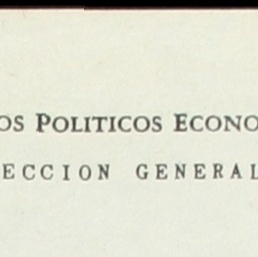 OS POLITICOS ECONO
ECCION GENERAL